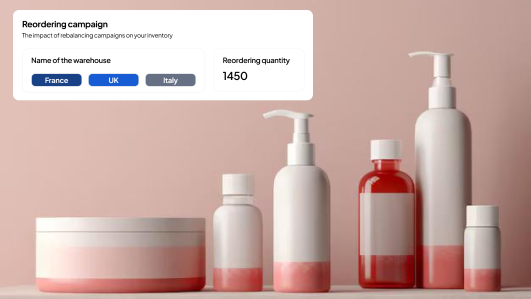 Reordering campaign
The impact of rebalancing campaigns on your inventory
Name of the warehouse
France UK Italy
Reordering quantity
1450